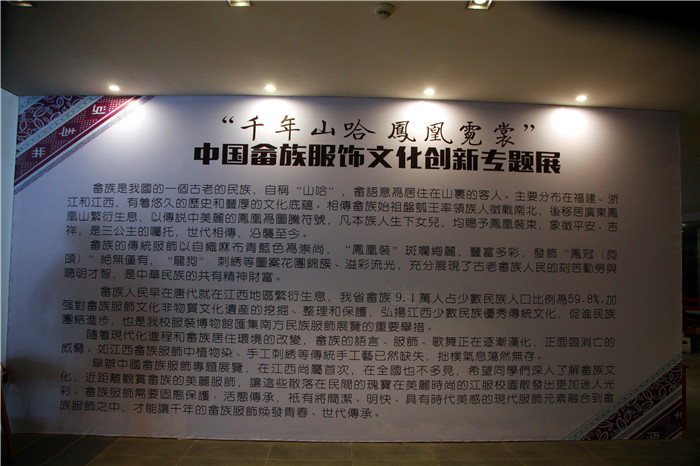 “千年山哈 鳳凰霓裳”
中国畲族服饰文化创新专题展
畲族是我國的一個古老的民族，自稱“山哈”，畲語意爲居住在山裏的客人。主要分布在福建、浙
江和江西，有着悠久的歷史和豐厚的文化底蕴。相傳畲族始祖盤瓠王率領族人徵戰南北，後移居廣東鳳
凰山繁衍生息，以傳説中美麗的鳳凰爲圖騰符號，凡本族人生下女兒，均賜予鳳凰裝束，象徵平安、吉
祥，是三公主的囑托，世代相傳，沿襲至今。
畲族的傳統服飾以自織麻布青藍色爲崇尚，“鳳凰裝”斑斕絢麗，豐富多彩，發飾“鳳冠（狗
頭）”絶無僅有，“龍狗”刺綉等圖案花團錦族、溢彩流光，充分展現了古老畲族人民的刻苦勤勞與
聰明才智，是中華民族的共有精神財富。
畲族人民早在唐代就在江西地區繁衍生息，我省畲族9.1萬人占少數民族人口比例爲59.8%,加
强對畲族服飾文化非物質文化遺産的挖掘、整理和保護，弘揚江西少數民族優秀傳統文化，促進民族
團結進步，也是我校服裝博物館匯集南方民族服飾展覽的重要舉措。
隨着現代化進程和畲族居住環境的改變，畲族的語言、服飾、歌舞正在逐漸漢化，正面臨消亡的
威脅。如江西畲族服飾中植物染、手工刺綉等傳統手工藝已然缺失，拙樸氣息蕩然無存。
舉辦中國畲族服飾專題展覽，在江西尚屬首次，在全國也不多見，希望同學們深入了解畲族文
化，近距離觀賞畲族的美麗服飾，讓這些散落在民間的瑰寶在美麗時尚的江服校園散發出更加迷人光
彩。畲族服飾需要固態保護、活態傳承，衹有將簡潔、明快、具有時代美感的現代服飾元素融合到畲
族服飾之中，才能讓千年的畲族服飾焕發青春、世代傳承。